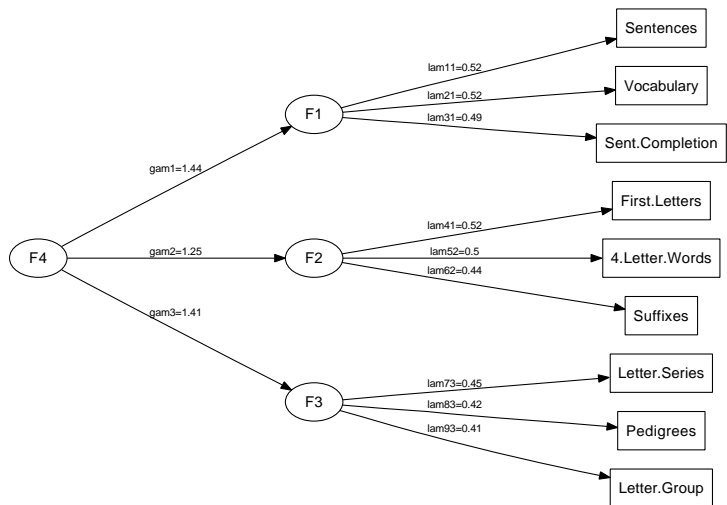 Sentences
lam11=0.52
Vocabulary
lam21=0.52
F1
lam31=0.49
Sent.Completion
gam1=1.44
First.Letters
lam41=0.52
F4
gam2=1.25
F2
lam52=0.5
4.Letter.Words
lam62=0.44
Suffixes
gam3=1.41
Letter.Series
lam73=0.45
F3
lam83=0.42
Pedigrees
lam93=0.41
Letter.Group